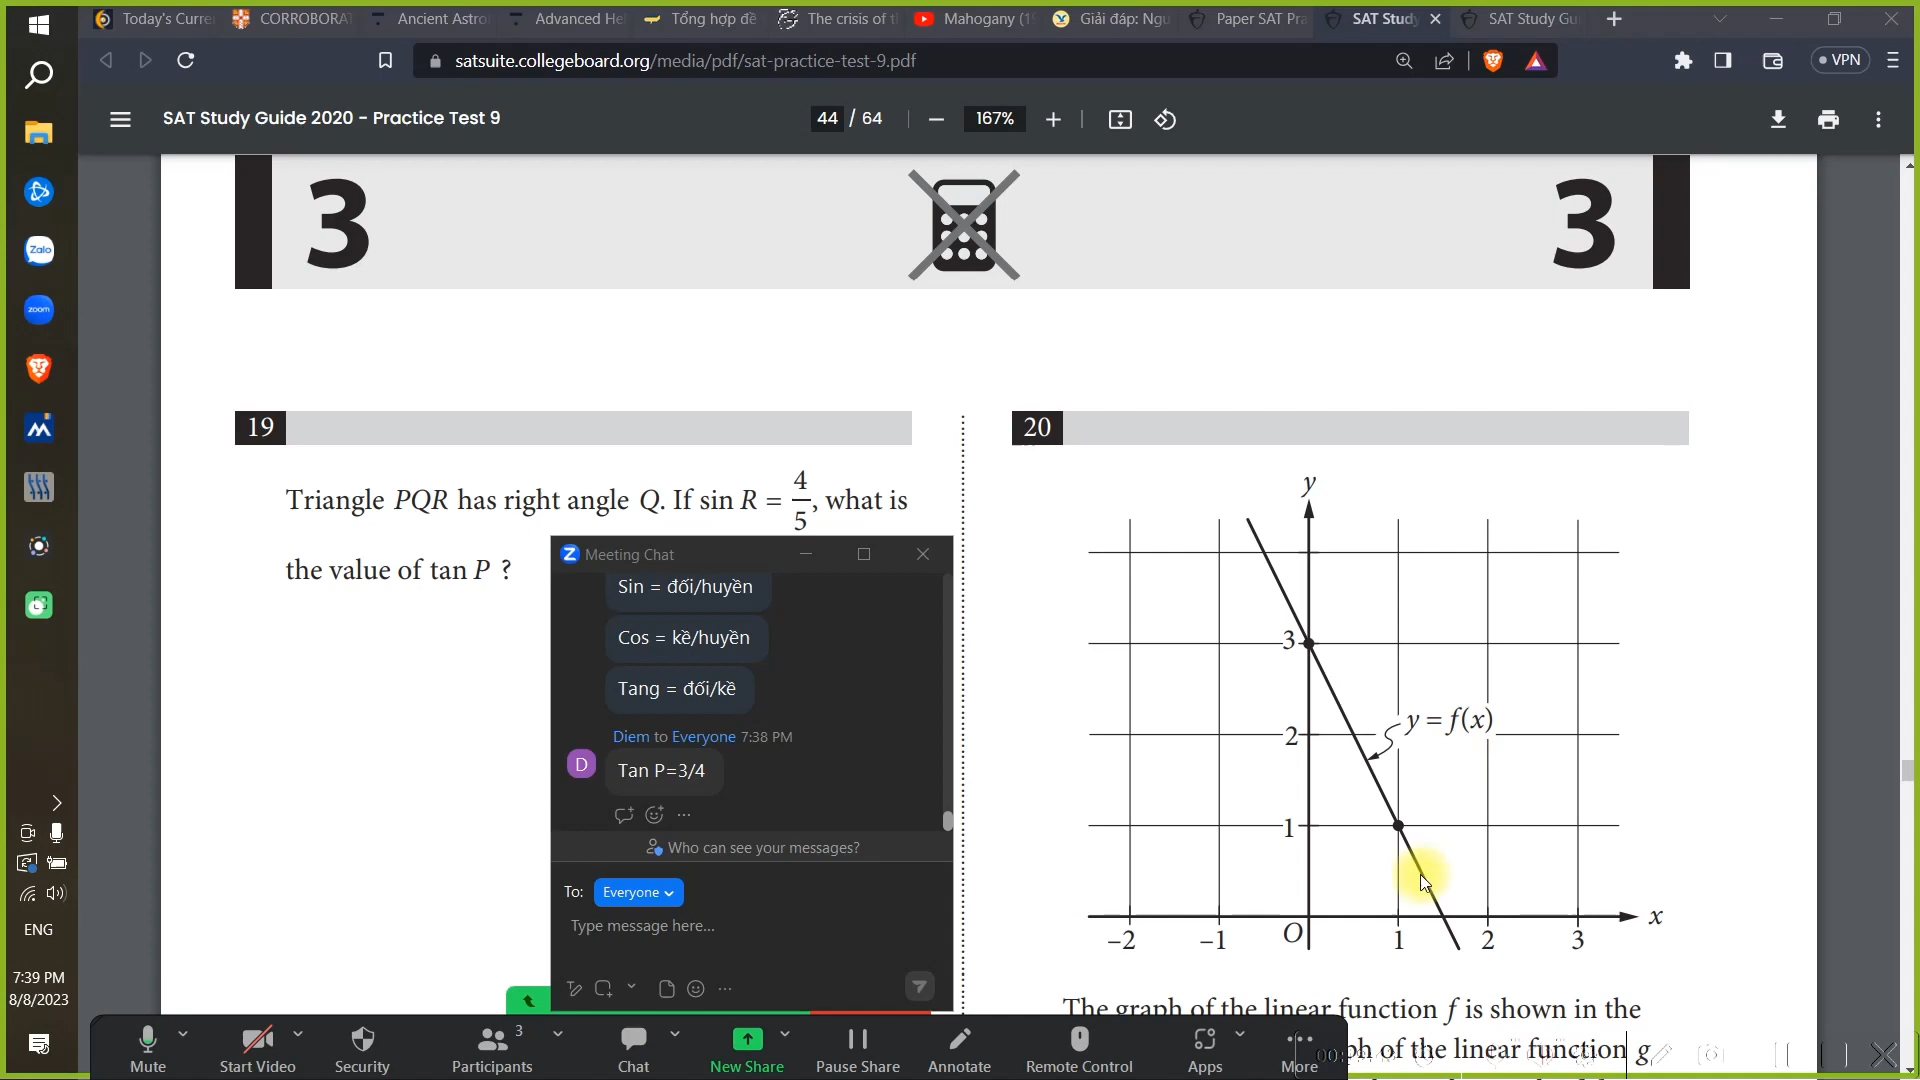 Today's Curre
CORROBORAT
Ancient Astro
Advanced He
Tổng hợp đề
The crisis of t
Mahogany (1
Giải đáp: Ngu
Paper SAT Pra
SAT Study
SAT Study Gu
satsuite.collegeboard.org/media/pdf/sat-practice-test-9.pdf
VPN
SAT Study Guide 2020 - Practice Test 9
44 / 64
167%
3
3
19
Triangle PQR has right angle Q. If sin R = 4/5, what is
the value of tan P ?
Zalo
zoom
Meeting Chat
Sin = đối/huyền
Cos = kề/huyền
Tang = đối/kề
Diem to Everyone 7:38 PM
D
Tan P=3/4
Who can see your messages?
To: Everyone
Type message here...
20
y
3
2
1
y = f(x)
-2
-1
O
1
2
3
x
The graph of the linear function f is shown in the
ph of the linear function g
ENG
7:39 PM
8/8/2023
Mute
Start Video
Security
3
Participants
Chat
New Share
Pause Share
Annotate
Remote Control
Apps
More